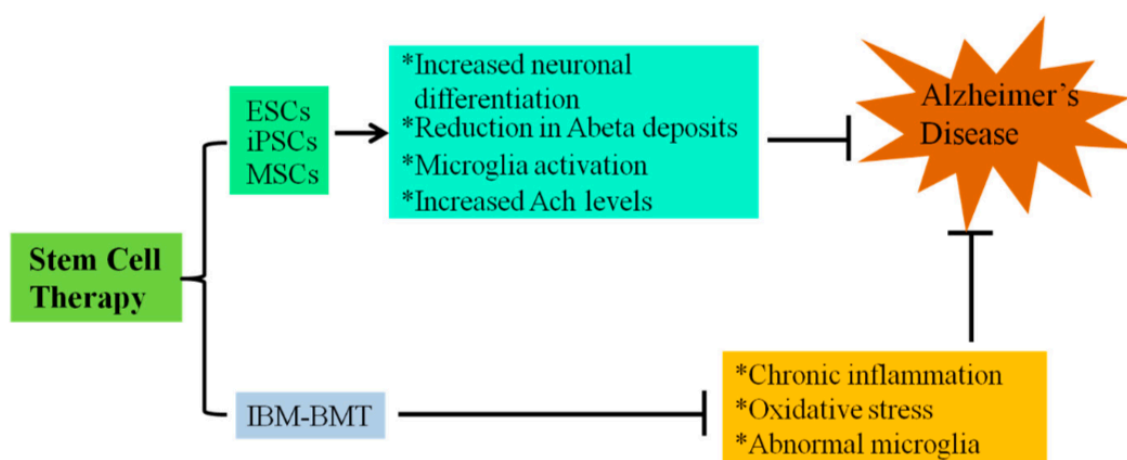 Stem Cell
Therapy
ESCs
iPSCs
MSCs
*Increased neuronal
differentiation
*Reduction in Abeta deposits
*Microglia activation
*Increased Ach levels
Alzheimer`s
Disease
IBM-BMT
*Chronic inflammation
*Oxidative stress
*Abnormal microglia